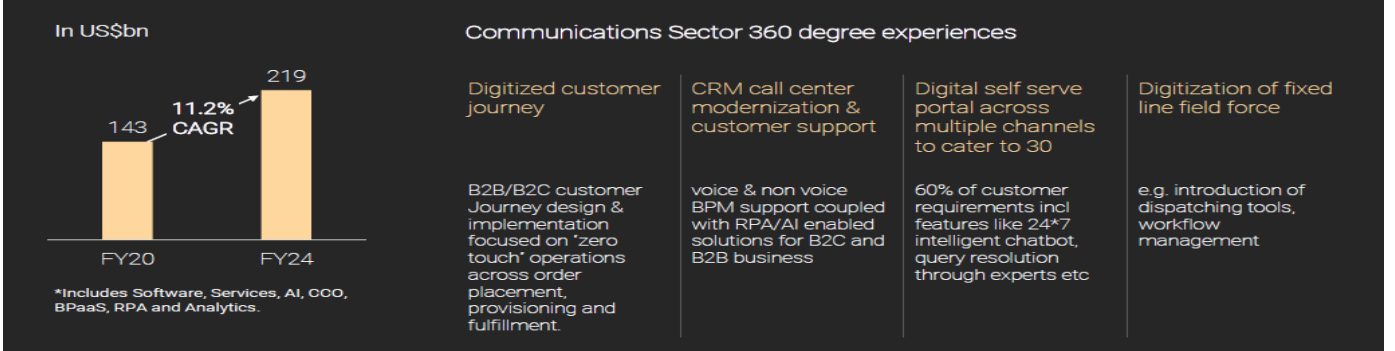 In US$bn
219
11.2%
CAGR
143
FY20
FY24
*Includes Software, Services, AI, CCO,
BPaaS, RPA and Analytics.
Communications Sector 360 degree experiences
Digitized customer
journey
B2B/B2C customer
Journey design &
implementation
focused on "zero
touch" operations
across order
placement,
provisioning and
fulfillment.
CRM call center
modernization &
customer support
voice & non voice
BPM support coupled
with RPA/AI enabled
solutions for B2C and
B2B business
Digital self serve
portal across
multiple channels
to cater to 30
60% of customer
requirements incl
features like 24*7
intelligent chatbot,
query resolution
through experts etc
Digitization of fixed
line field force
e.g. introduction of
dispatching tools,
workflow
management